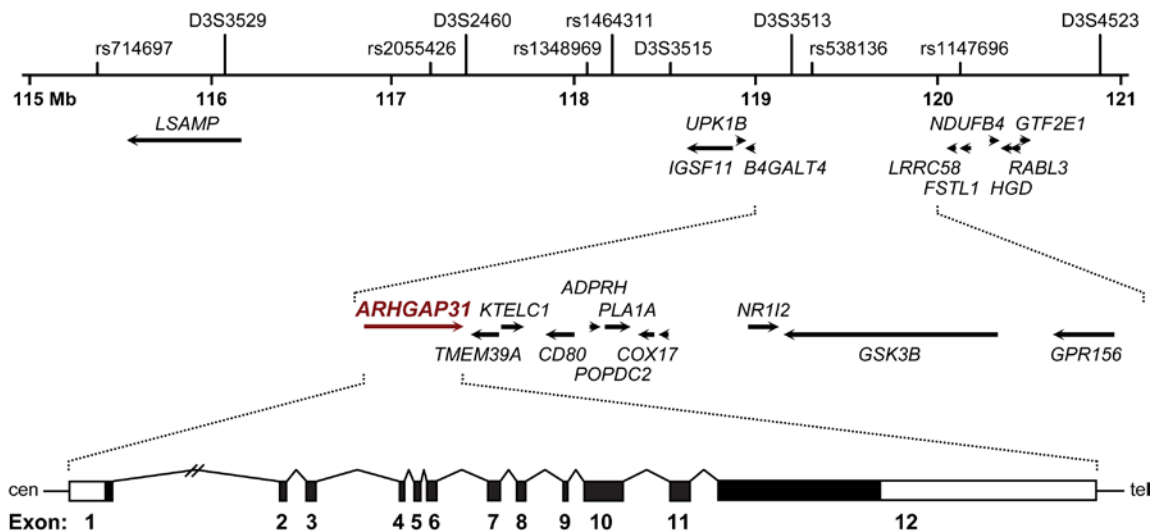 D3S3529 D3S2460 rs1464311 D3S3513 D3S4523
rs714697 rs2055426 rs1348969 D3S3515 rs538136 rs1147696
115 Mb 116 117 118 119 120 121
LSAMP UPK1B NDUFB4 GTF2E1
IGSF11 B4GALT4 LRRC58 RABL3
FSTL1 HGD
ADPRH
ARHGAP31 KTELC1 PLA1A NR1I2
TMEM39A CD80 COX17 GSK3B GPR156
POPDC2
cen tel
Exon: 1 2 3 4 5 6 7 8 9 10 11 12